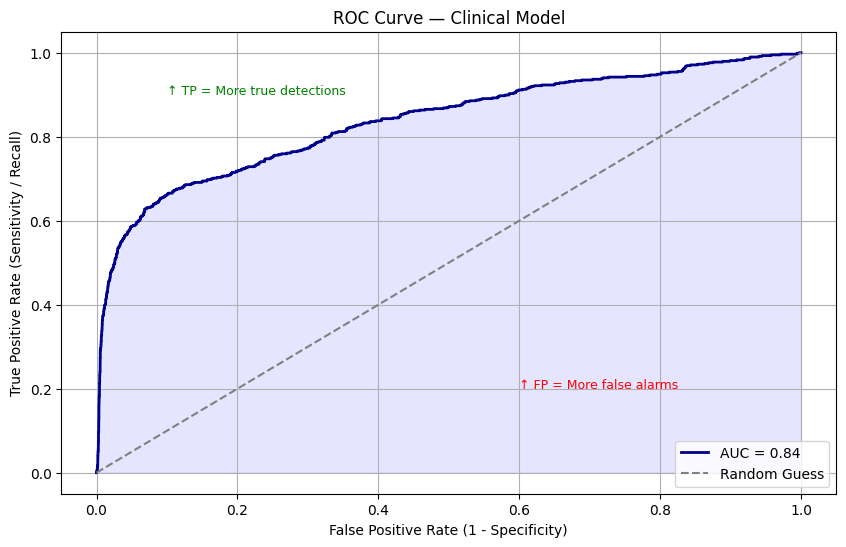 ROC Curve — Clinical Model
True Positive Rate (Sensitivity / Recall)
1.0
0.8
0.6
0.4
0.2
0.0
↑ TP = More true detections
↑ FP = More false alarms
AUC = 0.84
Random Guess
0.0 0.2 0.4 0.6 0.8 1.0
False Positive Rate (1 - Specificity)